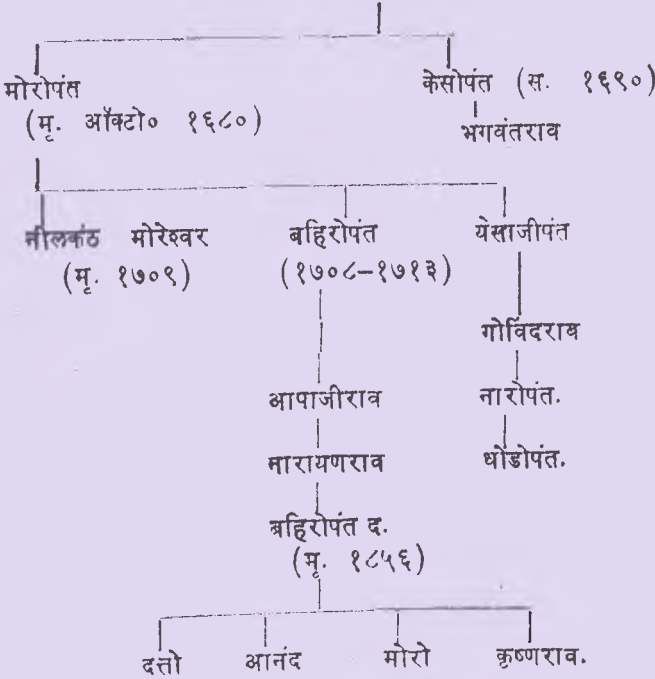 मोरोपंत केसोपंत (स. १६९०)
(मृ. ऑक्टो० १६८०)
भगवंतराव
नीलकंठ मोरेश्वर बहिरोपंत येसाजीपंत
(मृ. १७०९) (१७०८–१७१३)
गोविंदराव
आपाजीराव नारोपंत.
नारायणराव धोंडोपंत.
बहिरोपंत द.
(मृ. १८५६)
दत्तो आनंद मोरो कृष्णराव.